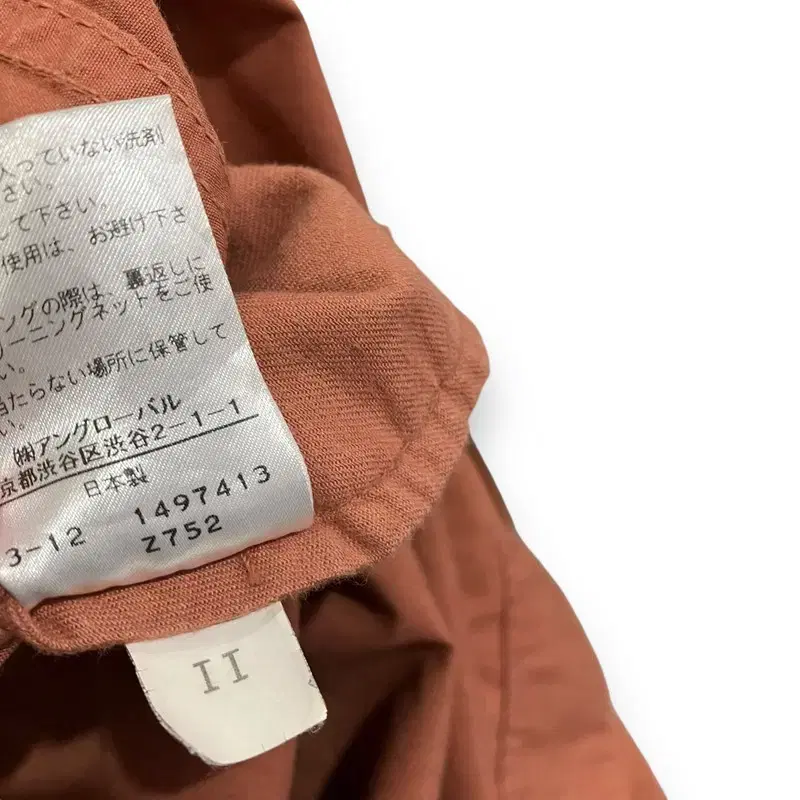 入っていない洗剤
さい。
して下さい。
使用は、お避け下さ
ングの際は、裏返しに
リーニングネットをご使
い。
当たらない場所に保管して
い。
㈱アングローバル
京都渋谷区渋谷2-1-1
日本製
3-12 1497413
Z752
II